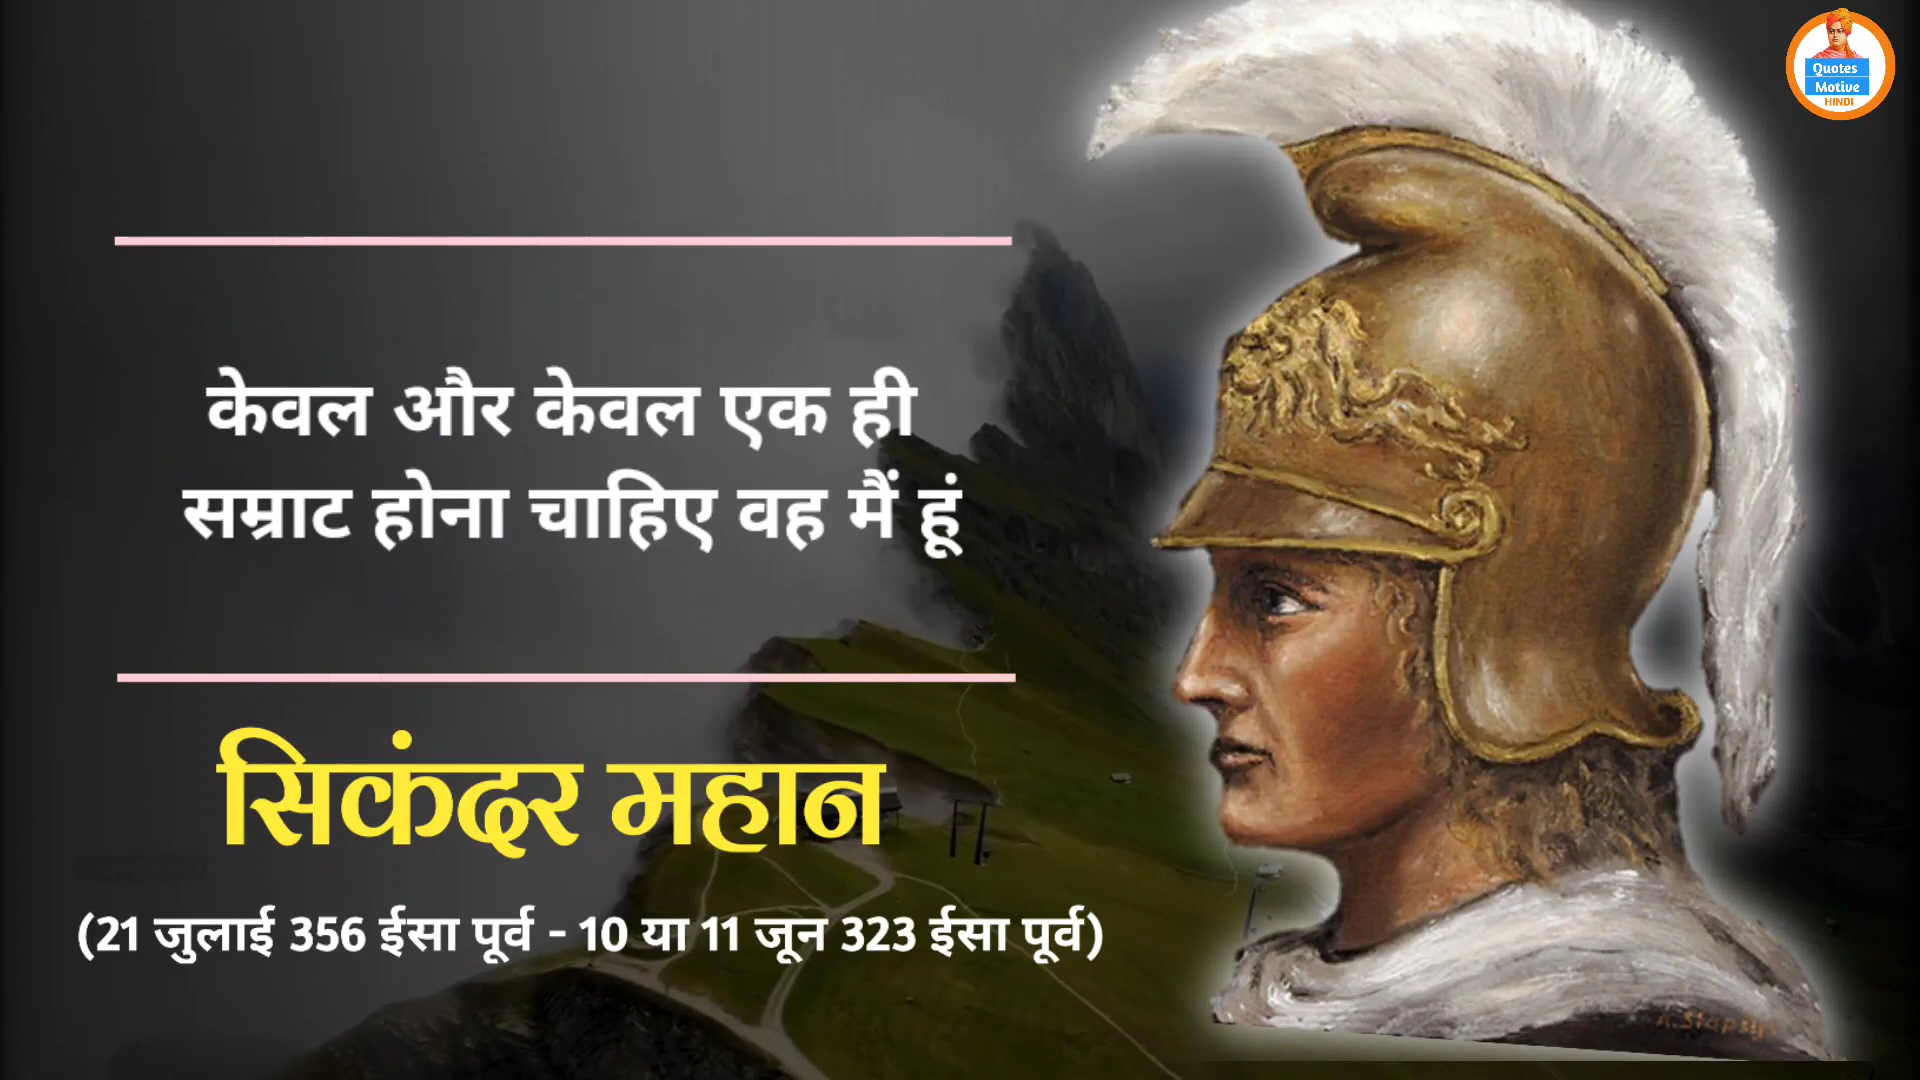 Quotes
Motive
HINDI
केवल और केवल एक ही
सम्राट होना चाहिए वह मैं हूं
सिकंदर महान
(21 जुलाई 356 ईसा पूर्व - 10 या 11 जून 323 ईसा पूर्व)